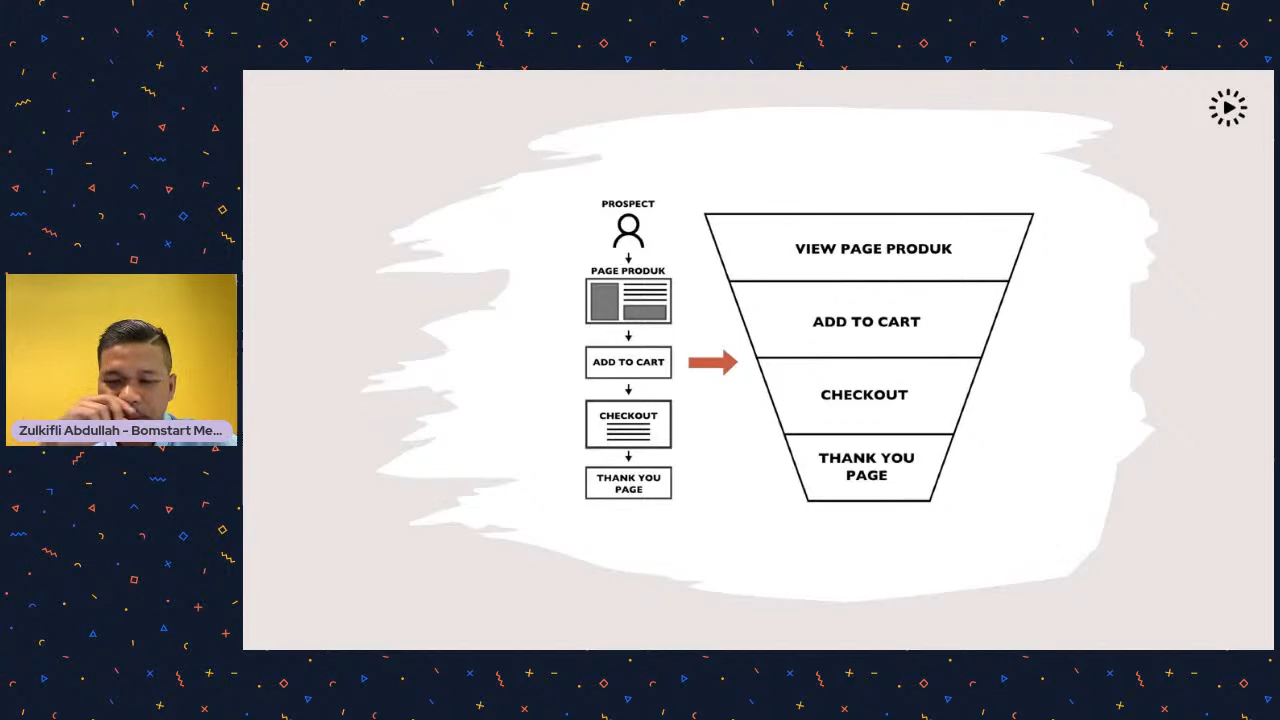 PROSPECT
PAGE PRODUK
ADD TO CART
CHECKOUT
THANK YOU
PAGE
VIEW PAGE PRODUK
ADD TO CART
CHECKOUT
THANK YOU
PAGE
Zulkifli Abdullah - Bomstart Me...